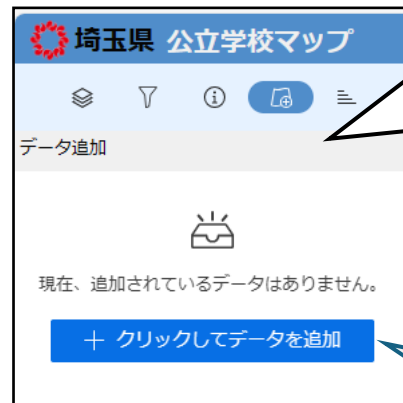 埼玉県 公立学校マップ
データ追加
現在、追加されているデータはありません。
＋ クリックしてデータを追加